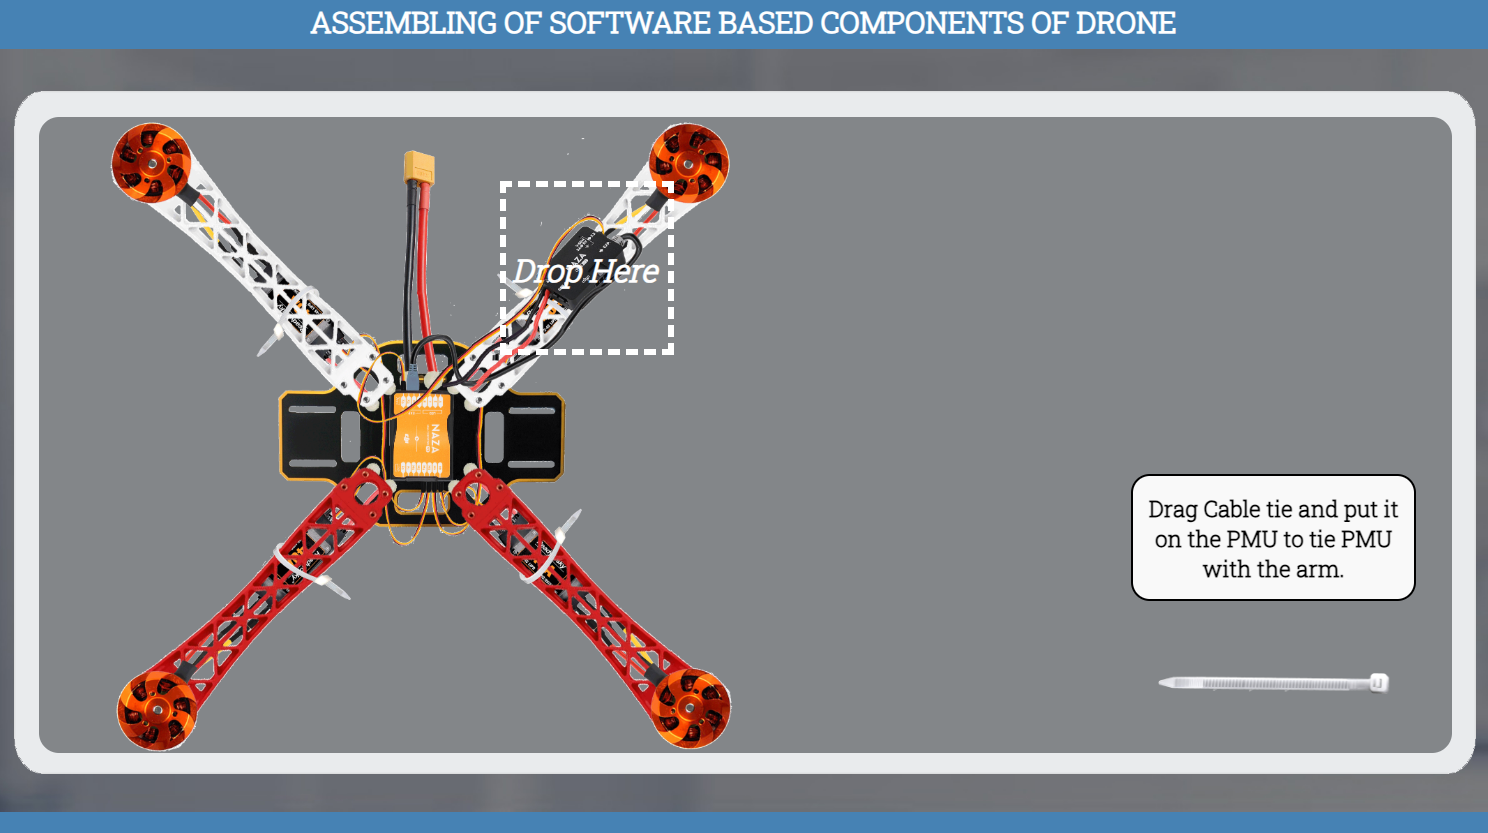 ASSEMBLING OF SOFTWARE BASED COMPONENTS OF DRONE
Drop Here
NAZA
NAZA
Drag Cable tie and put it
on the PMU to tie PMU
with the arm.